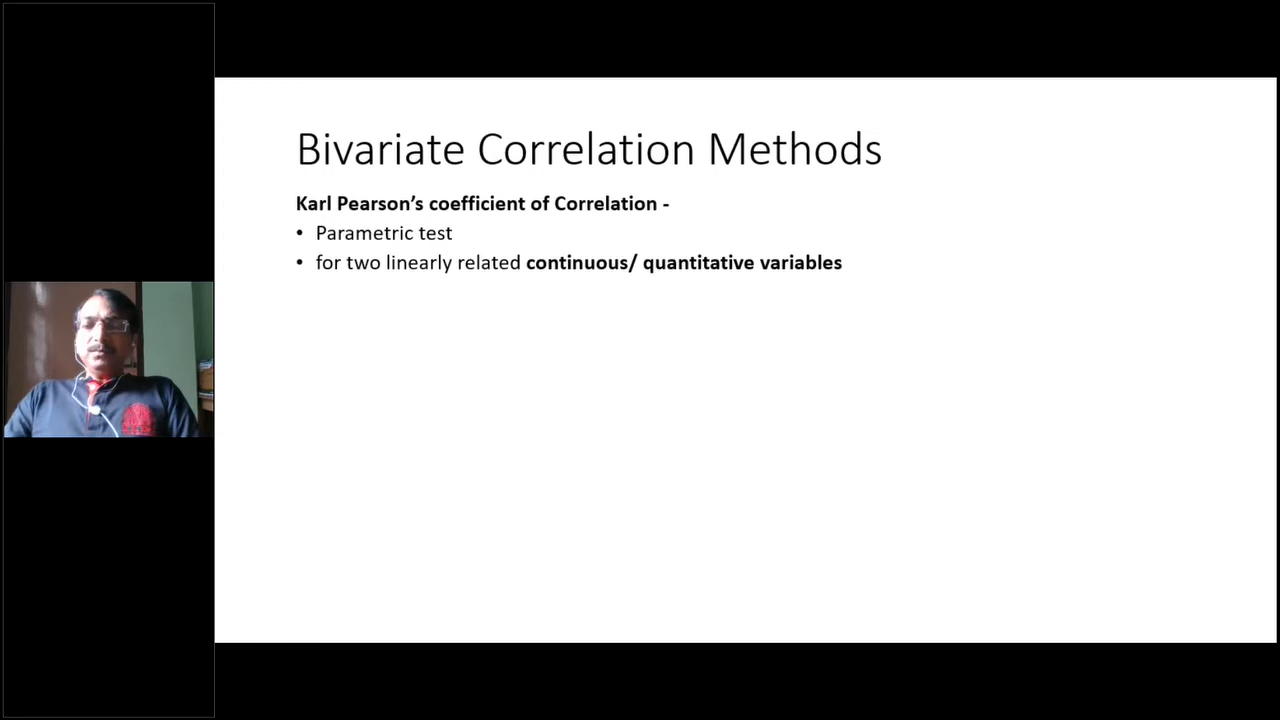 Bivariate Correlation Methods
Karl Pearson’s coefficient of Correlation -
• Parametric test
• for two linearly related continuous/ quantitative variables